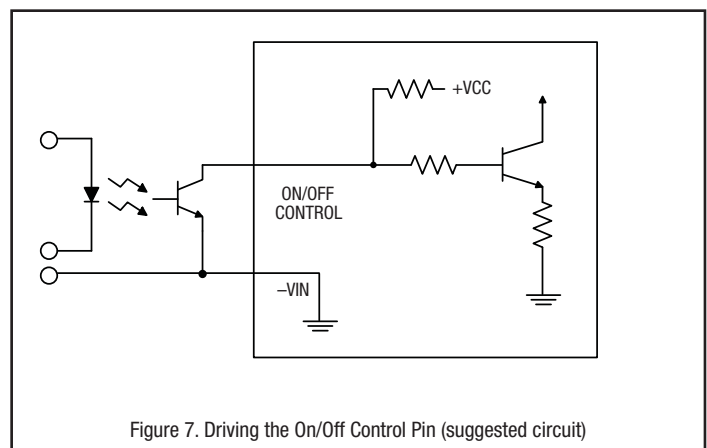 +VCC
ON/OFF
CONTROL
–VIN
Figure 7. Driving the On/Off Control Pin (suggested circuit)